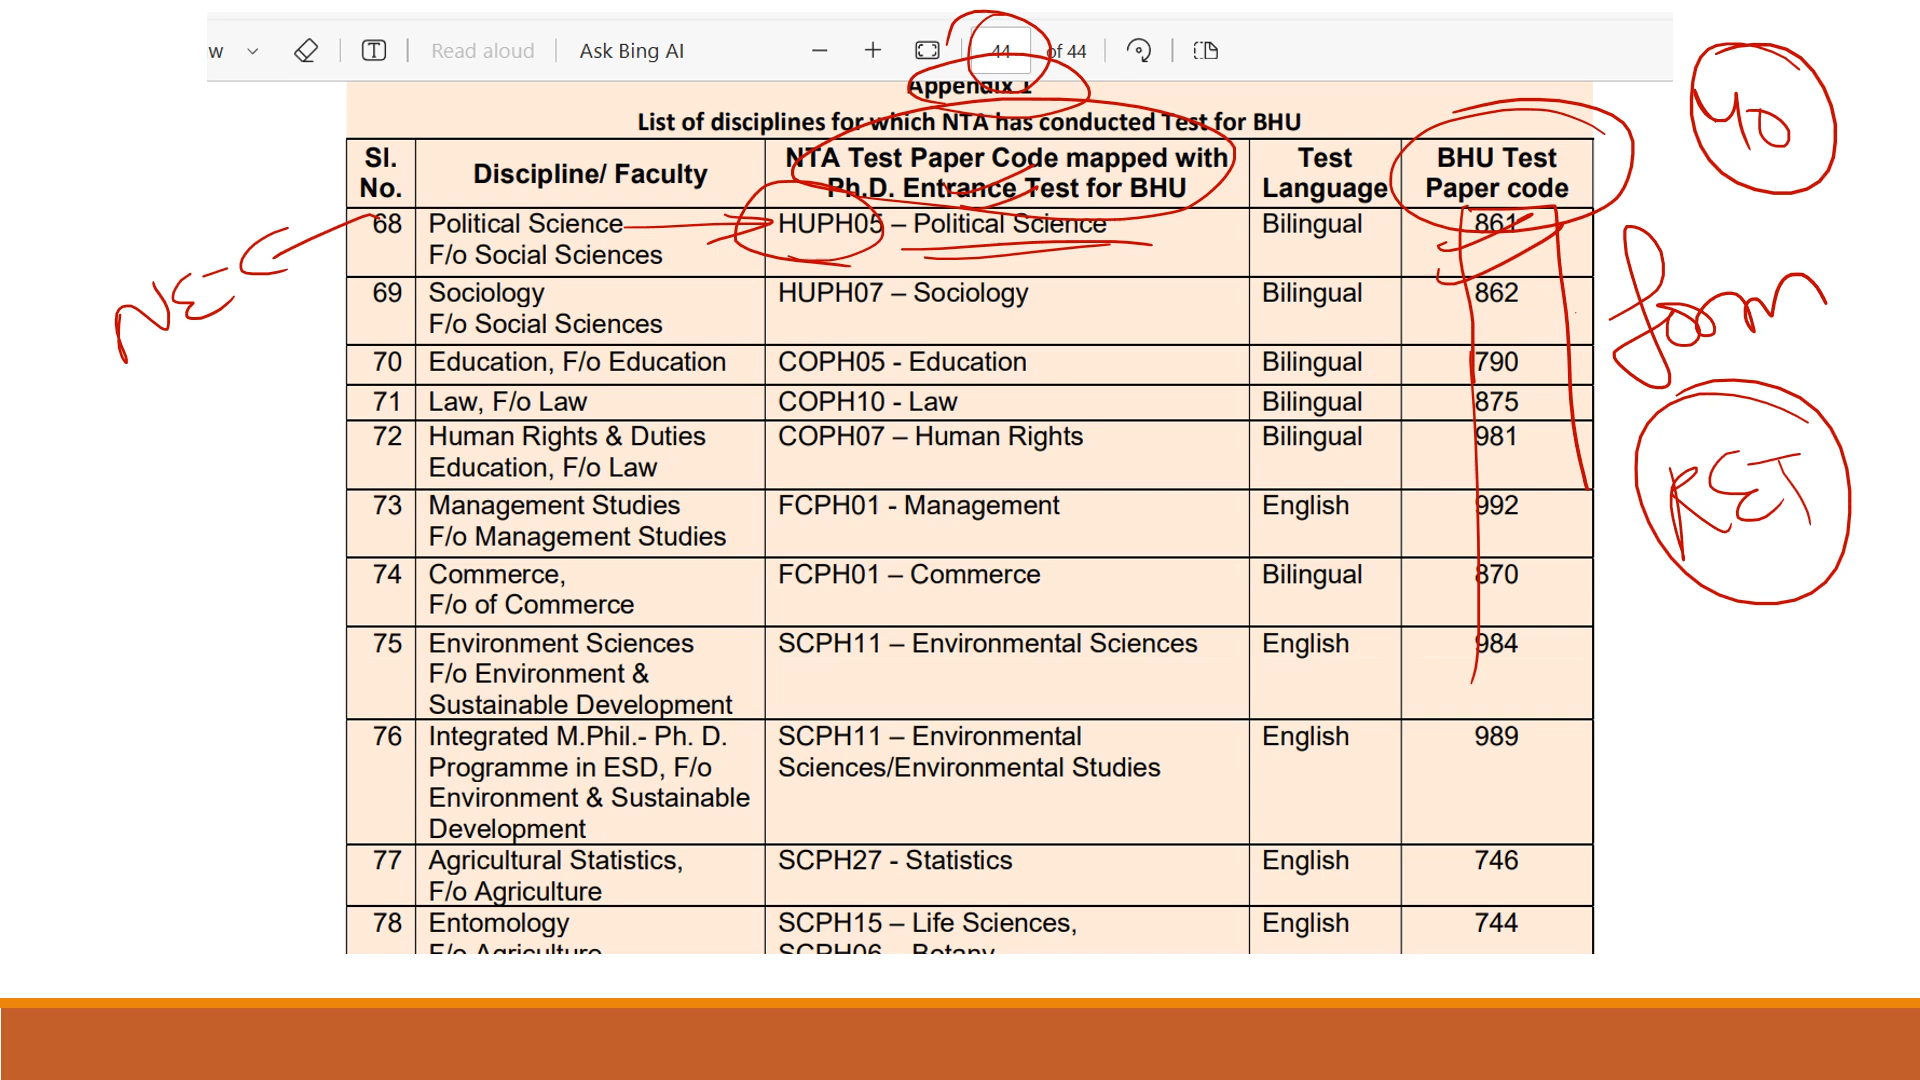 w Read aloud Ask Bing AI 44 of 44
Appendix 1
List of disciplines for which NTA has conducted Test for BHU
Sl. No. Discipline/ Faculty NTA Test Paper Code mapped with Ph.D. Entrance Test for BHU Test Language BHU Test Paper code
68 Political Science HUPH05 – Political Science Bilingual 861
F/o Social Sciences
69 Sociology HUPH07 – Sociology Bilingual 862
F/o Social Sciences
70 Education, F/o Education COPH05 - Education Bilingual 790
71 Law, F/o Law COPH10 - Law Bilingual 875
72 Human Rights & Duties COPH07 – Human Rights Bilingual 981
Education, F/o Law
73 Management Studies FCPH01 - Management English 992
F/o Management Studies
74 Commerce, FCPH01 – Commerce Bilingual 870
F/o of Commerce
75 Environment Sciences SCPH11 – Environmental Sciences English 984
F/o Environment &
Sustainable Development
76 Integrated M.Phil.- Ph. D. SCPH11 – Environmental English 989
Programme in ESD, F/o Sciences/Environmental Studies
Environment & Sustainable
Development
77 Agricultural Statistics, SCPH27 - Statistics English 746
F/o Agriculture
78 Entomology SCPH15 – Life Sciences, English 744
F/o Agriculture SCPH06 – Botany
form
RET